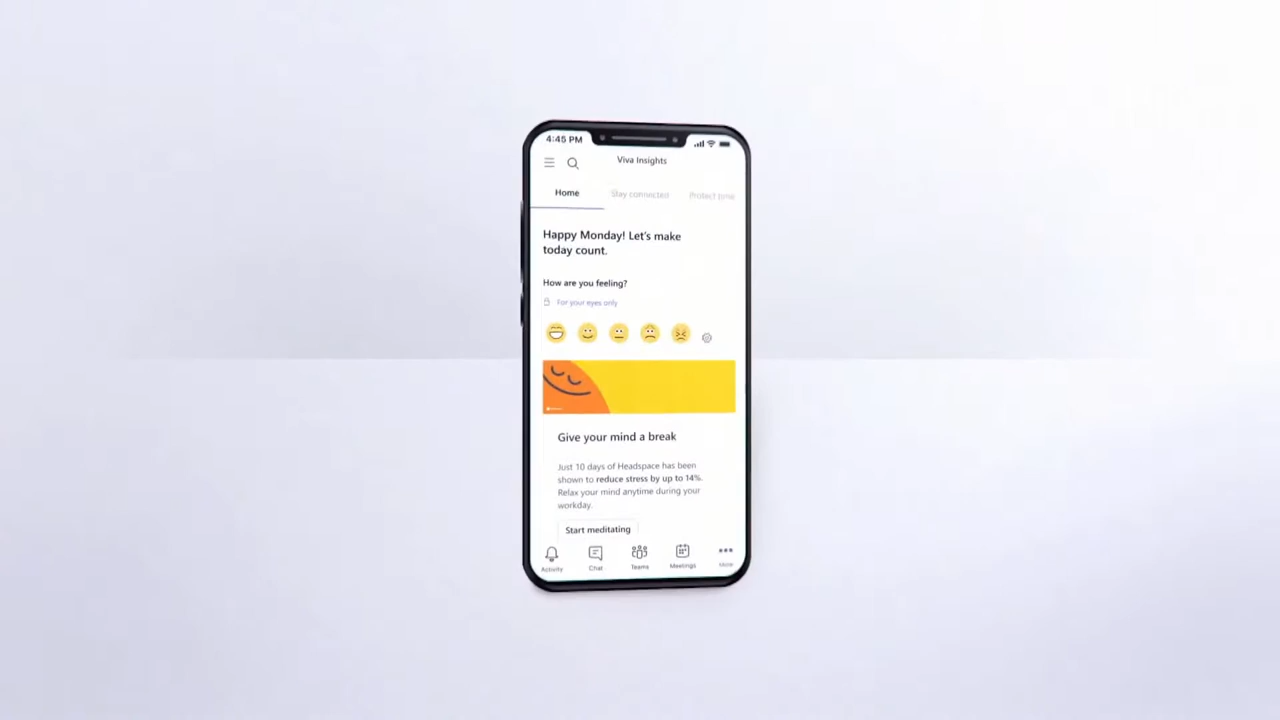 4:45 PM
Viva Insights
Home
Stay connected
Protect time
Happy Monday! Let's make
today count.
How are you feeling?
For your eyes only
Give your mind a break
Just 10 days of Headspace has been
shown to reduce stress by up to 14%.
Relax your mind anytime during your
workday.
Start meditating
Activity
Chat
Teams
Meetings
More